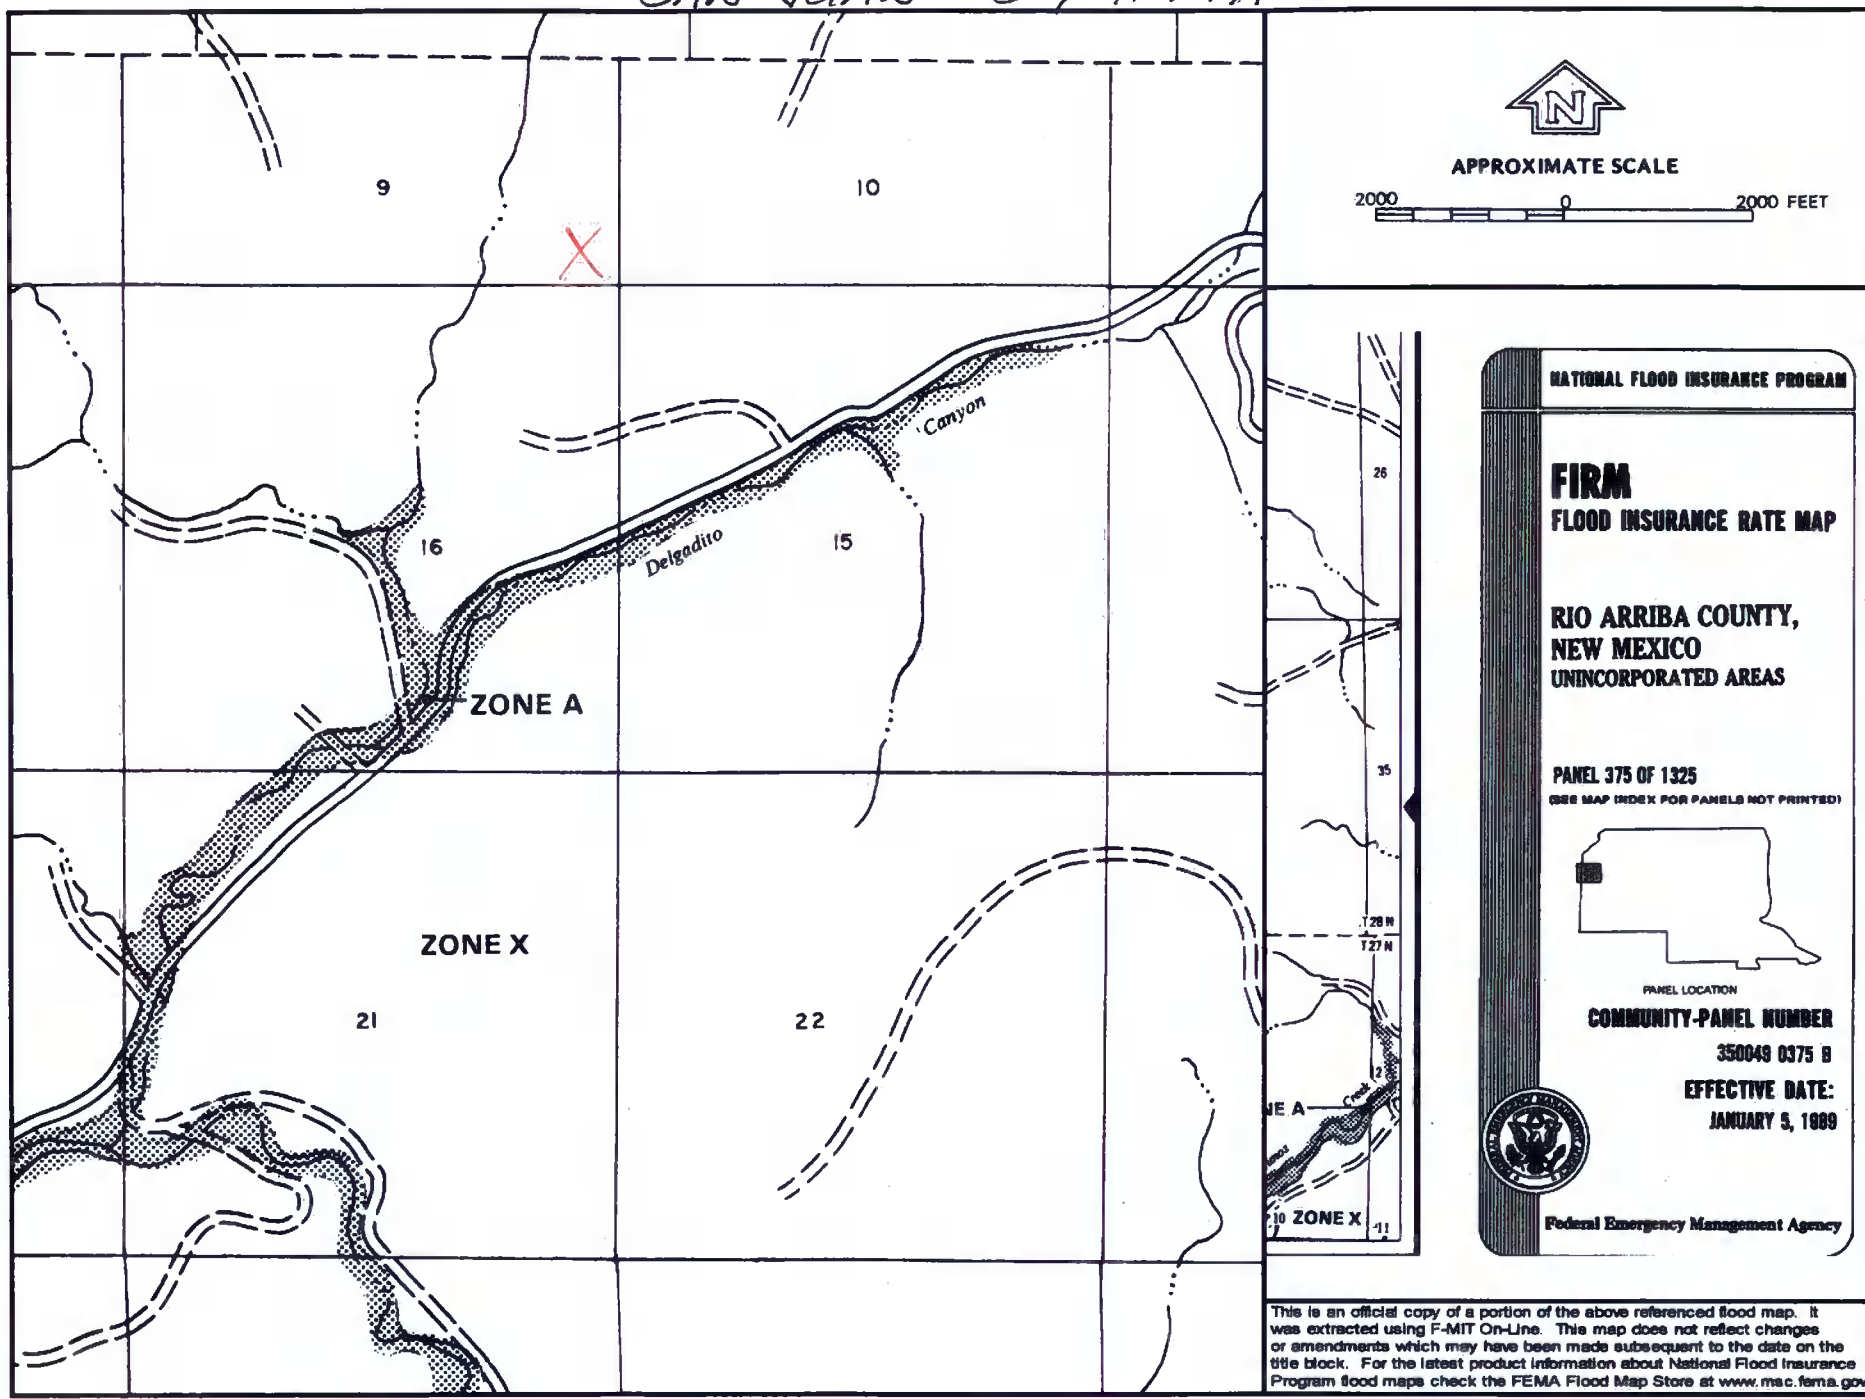 9
10
X
Canyon
Delgadito
16
15
ZONE A
ZONE X
21
22
N
APPROXIMATE SCALE
2000 0 2000 FEET
26
35
T28N
T27N
2
Creek
NE A
10 ZONE X 11
NATIONAL FLOOD INSURANCE PROGRAM
FIRM
FLOOD INSURANCE RATE MAP
RIO ARRIBA COUNTY,
NEW MEXICO
UNINCORPORATED AREAS
PANEL 375 OF 1325
(SEE MAP INDEX FOR PANELS NOT PRINTED)
PANEL LOCATION
COMMUNITY-PANEL NUMBER
350049 0375 B
EFFECTIVE DATE:
JANUARY 5, 1989
Federal Emergency Management Agency
This is an official copy of a portion of the above referenced flood map. It
was extracted using F-MIT On-Line. This map does not reflect changes
or amendments which may have been made subsequent to the date on the
title block. For the latest product information about National Flood Insurance
Program flood maps check the FEMA Flood Map Store at www.msc.fema.gov